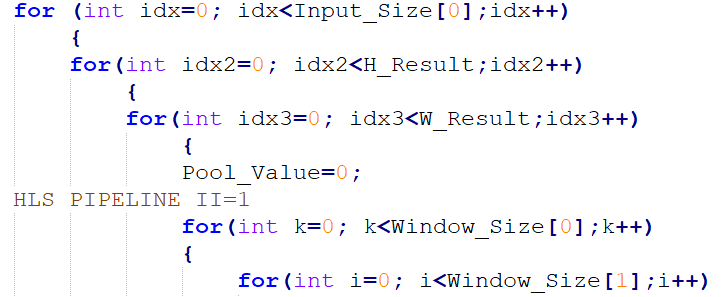 for (int idx=0; idx<Input_Size[0];idx++)
{
for(int idx2=0; idx2<H_Result;idx2++)
{
for(int idx3=0; idx3<W_Result;idx3++)
{
Pool_Value=0;
HLS PIPELINE II=1
for(int k=0; k<Window_Size[0];k++)
{
for(int i=0; i<Window_Size[1];i++)